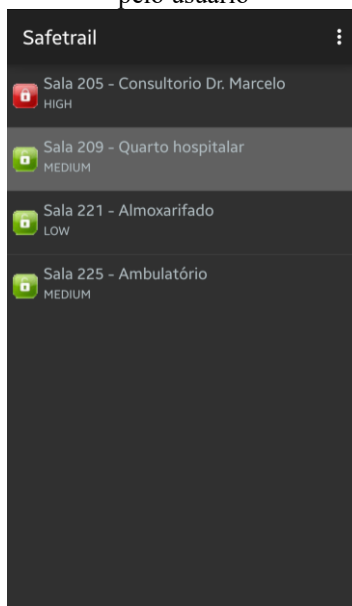 pelo usuário
Safetrail
Sala 205 - Consultorio Dr. Marcelo
HIGH
Sala 209 - Quarto hospitalar
MEDIUM
Sala 221 - Almoxarifado
LOW
Sala 225 - Ambulatório
MEDIUM